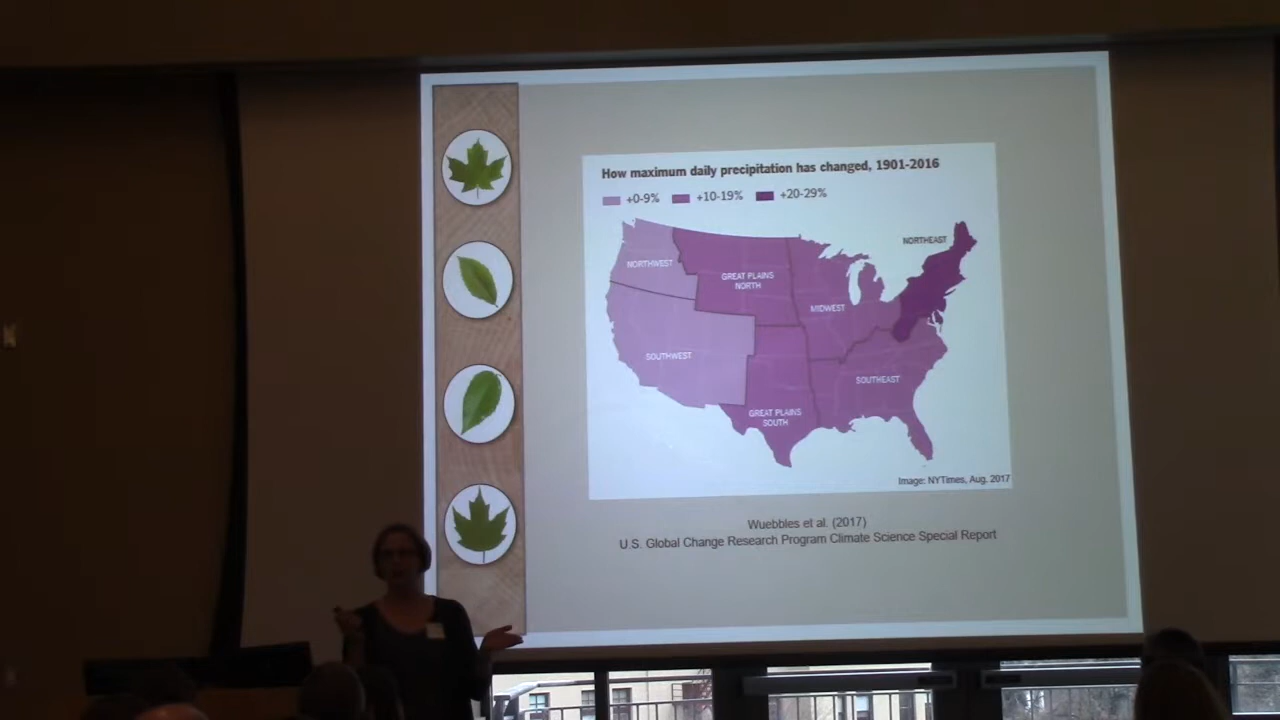 How maximum daily precipitation has changed, 1901-2016
+0-9% +10-19% +20-29%
NORTHEAST
NORTHWEST
GREAT PLAINS
NORTH
MIDWEST
SOUTHWEST
SOUTHEAST
GREAT PLAINS
SOUTH
Image: NYTimes, Aug. 2017
Wuebbles et al. (2017)
U.S. Global Change Research Program Climate Science Special Report